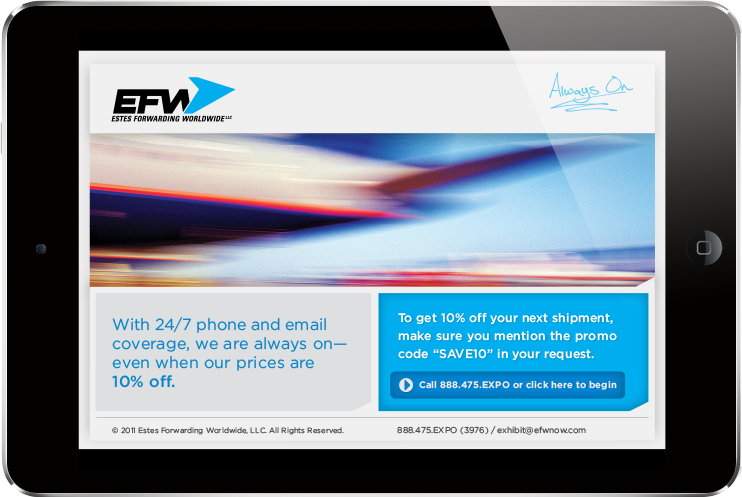 EFW
ESTES FORWARDING WORLDWIDE LLC
Always On
With 24/7 phone and email
coverage, we are always on—
even when our prices are
10% off.
To get 10% off your next shipment,
make sure you mention the promo
code “SAVE10” in your request.
Call 888.475.EXPO or click here to begin
© 2011 Estes Forwarding Worldwide, LLC. All Rights Reserved.
888.475.EXPO (3976) / exhibit@efwnow.com